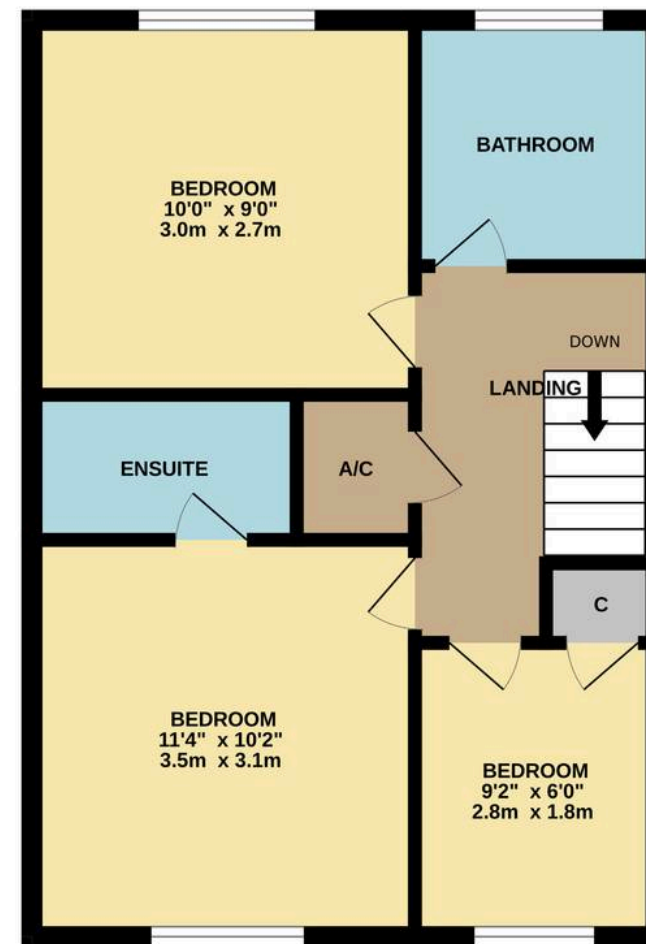 BEDROOM
10'0" x 9'0"
3.0m x 2.7m
BATHROOM
DOWN
LANDING
ENSUITE
A/C
C
BEDROOM
11'4" x 10'2"
3.5m x 3.1m
BEDROOM
9'2" x 6'0"
2.8m x 1.8m